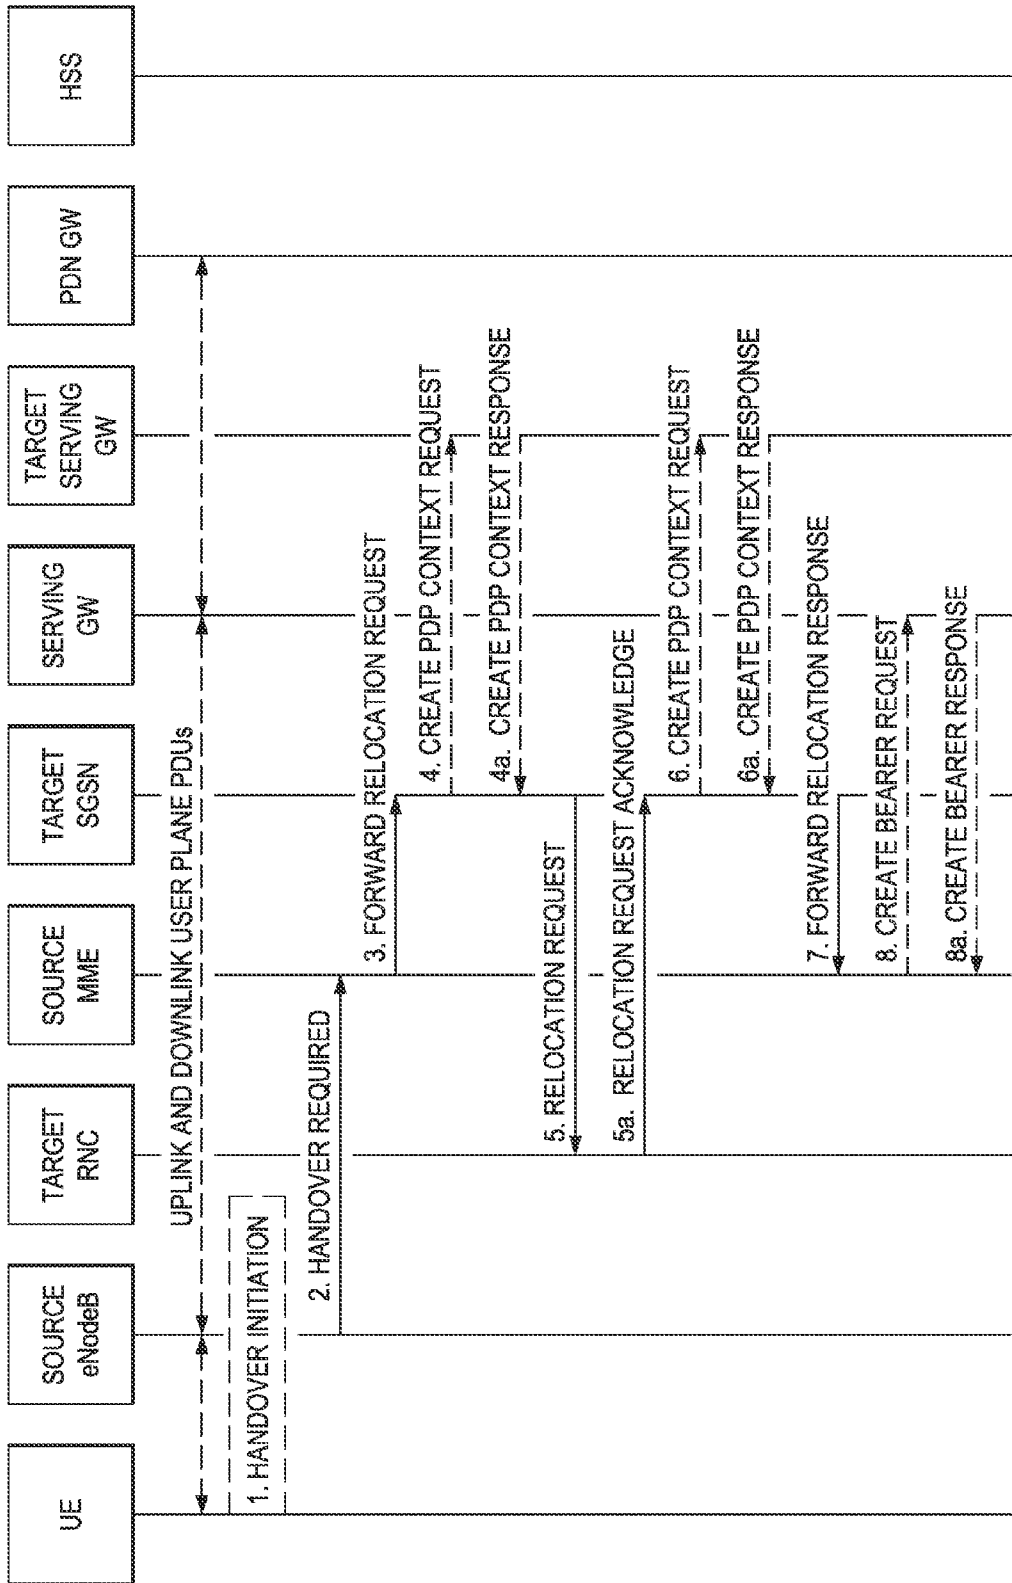 UE
SOURCE
eNodeB
TARGET
RNC
SOURCE
MME
TARGET
SGSN
SERVING
GW
TARGET
SERVING
GW
PDN GW
HSS
UPLINK AND DOWNLINK USER PLANE PDUs
1. HANDOVER INITIATION
2. HANDOVER REQUIRED
3. FORWARD RELOCATION REQUEST
4. CREATE PDP CONTEXT REQUEST
4a. CREATE PDP CONTEXT RESPONSE
5. RELOCATION REQUEST
5a. RELOCATION REQUEST ACKNOWLEDGE
6. CREATE PDP CONTEXT REQUEST
6a. CREATE PDP CONTEXT RESPONSE
7. FORWARD RELOCATION RESPONSE
8. CREATE BEARER REQUEST
8a. CREATE BEARER RESPONSE